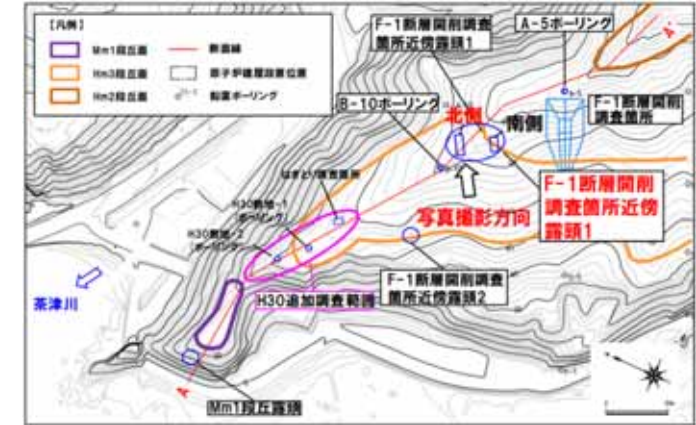 【凡例】
Mm1段丘面
Hm3段丘面
Hm2段丘面
断面線
原子炉建屋設置位置
鉛直ボーリング
F-1断層開削調査
箇所近傍露頭1
A-5ボーリング
A'
B-10ボーリング
北側
南側
F-1断層開削
調査箇所
はぎとり調査箇所
F-1断層開削
調査箇所近傍
露頭1
写真撮影方向
H30敷地-1
(ボーリング)
H30敷地-2
(ボーリング)
F-1断層開削調査
箇所近傍露頭2
H30追加調査範囲
茶津川
A
Mm1段丘露頭